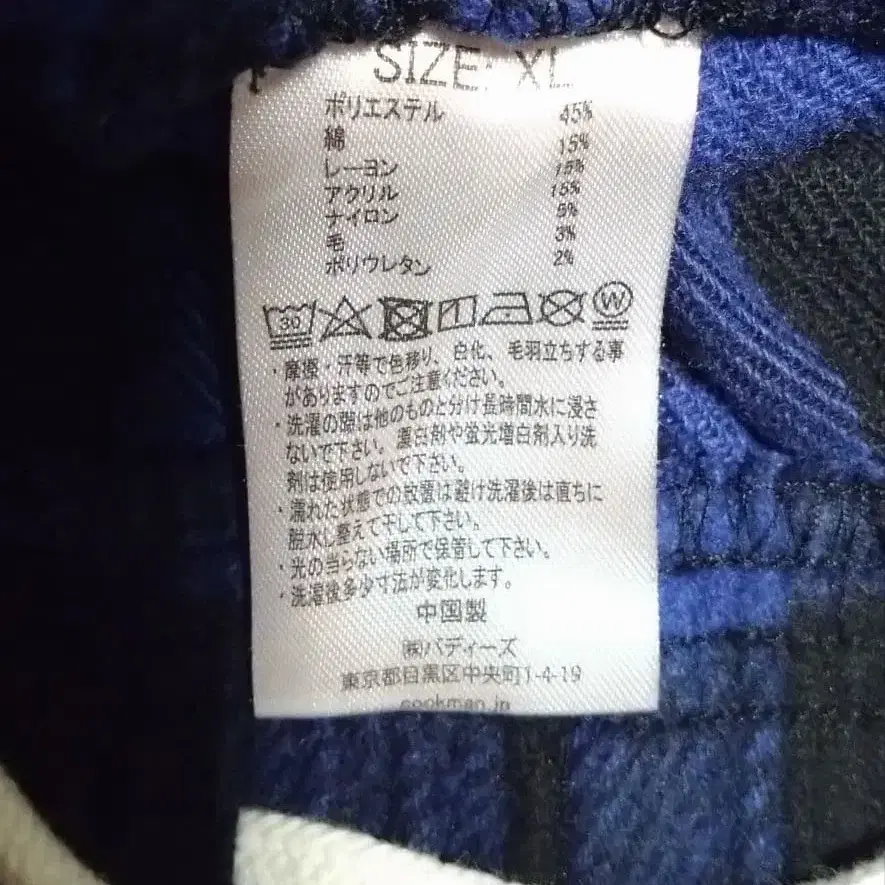 SIZE: XL
ポリエステル 45%
綿 15%
レーヨン 15%
アクリル 15%
ナイロン 5%
毛 3%
ポリウレタン 2%
30 W
・摩擦・汗等で色移り、白化、毛羽立ちする事
がありますのでご注意ください。
・洗濯の際は他のものと分け長時間水に浸さ
ないで下さい。漂白剤や蛍光増白剤入り洗
剤は使用しないで下さい。
・濡れた状態での放置は避け洗濯後は直ちに
脱水し整えて干して下さい。
・光の当らない場所で保管して下さい。
・洗濯後多少寸法が変化します。
中国製
㈱バディーズ
東京都目黒区中央町1-4-19
cookman.jp